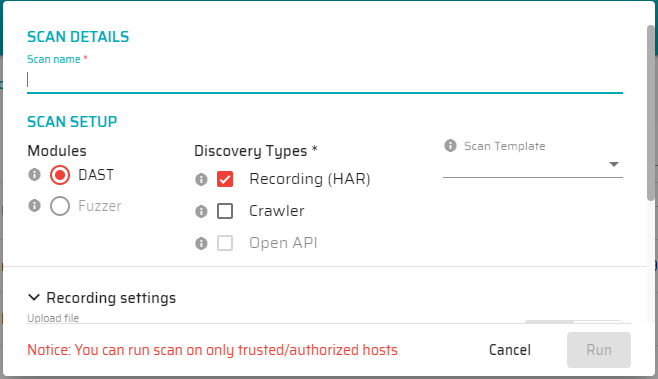 SCAN DETAILS
Scan name *
SCAN SETUP
Modules
DAST
Fuzzer
Discovery Types *
Recording (HAR)
Crawler
Open API
Scan Template
Recording settings
Upload file
Notice: You can run scan on only trusted/authorized hosts
Cancel
Run